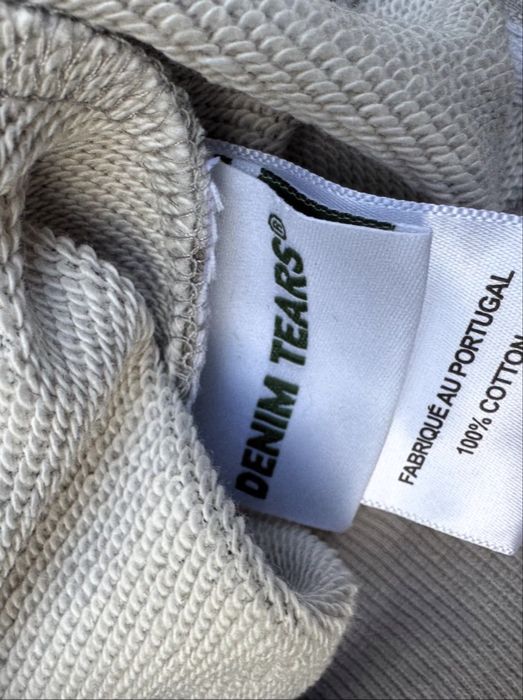 DENIM TEARS®
FABRIQUÉ AU PORTUGAL
100% COTTON